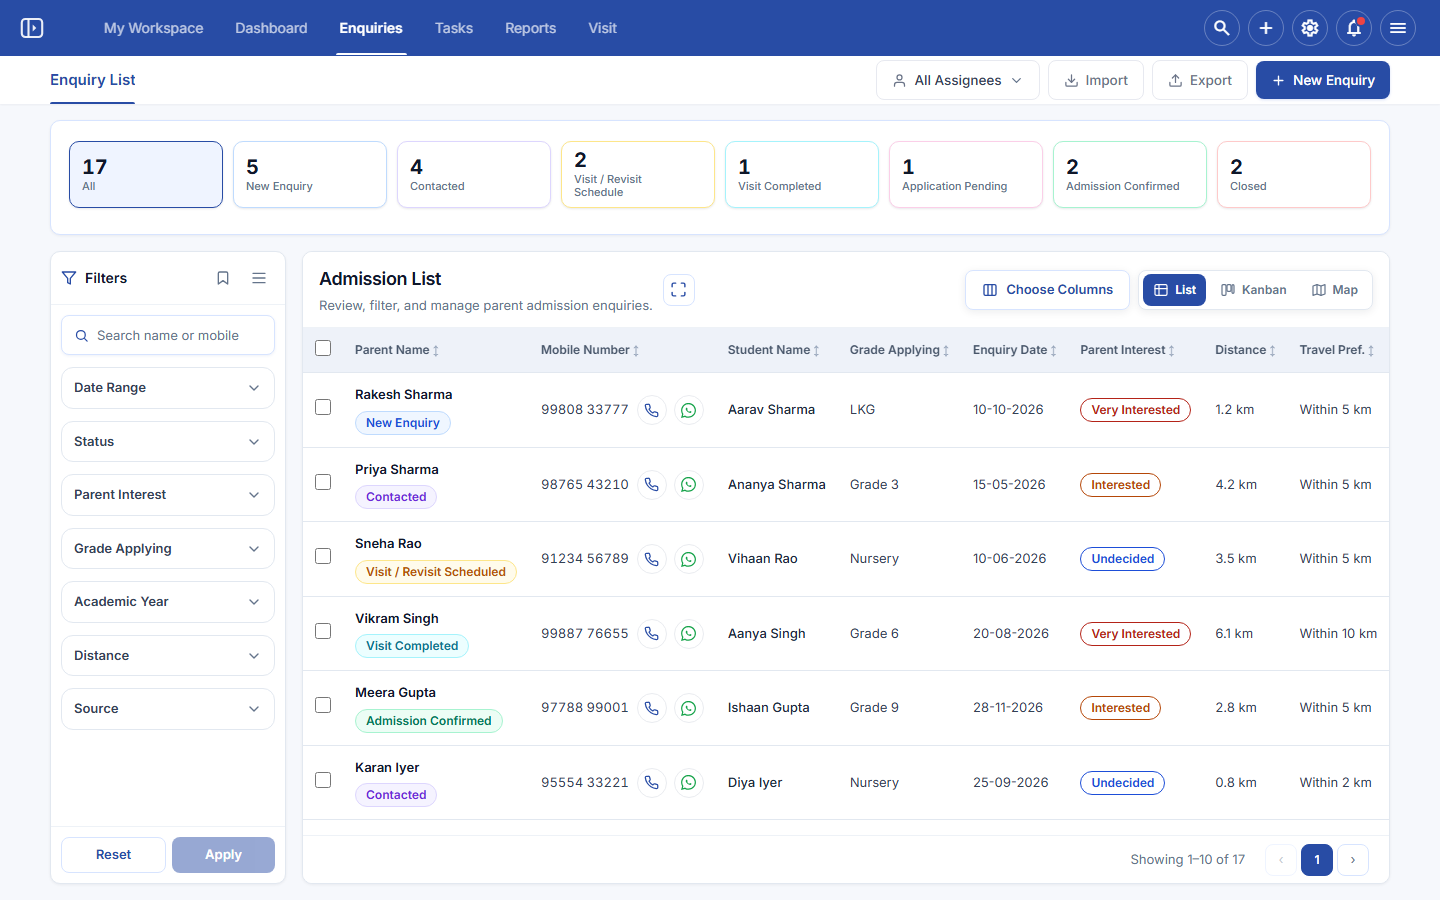 My Workspace Dashboard Enquiries Tasks Reports Visit
Enquiry List
All Assignees
Import
Export
New Enquiry
17
All
5
New Enquiry
4
Contacted
2
Visit / Revisit
Schedule
1
Visit Completed
1
Application Pending
2
Admission Confirmed
2
Closed
Filters
Search name or mobile
Date Range
Status
Parent Interest
Grade Applying
Academic Year
Distance
Source
Reset
Apply
Admission List
Review, filter, and manage parent admission enquiries.
Choose Columns
List
Kanban
Map
Parent Name Mobile Number Student Name Grade Applying Enquiry Date Parent Interest Distance Travel Pref.
Rakesh Sharma
New Enquiry
99808 33777 Aarav Sharma LKG 10-10-2026 Very Interested 1.2 km Within 5 km
Priya Sharma
Contacted
98765 43210 Ananya Sharma Grade 3 15-05-2026 Interested 4.2 km Within 5 km
Sneha Rao
Visit / Revisit Scheduled
91234 56789 Vihaan Rao Nursery 10-06-2026 Undecided 3.5 km Within 5 km
Vikram Singh
Visit Completed
99887 76655 Aanya Singh Grade 6 20-08-2026 Very Interested 6.1 km Within 10 km
Meera Gupta
Admission Confirmed
97788 99001 Ishaan Gupta Grade 9 28-11-2026 Interested 2.8 km Within 5 km
Karan Iyer
Contacted
95554 33221 Diya Iyer Nursery 25-09-2026 Undecided 0.8 km Within 2 km
Showing 1–10 of 17
‹ 1 ›